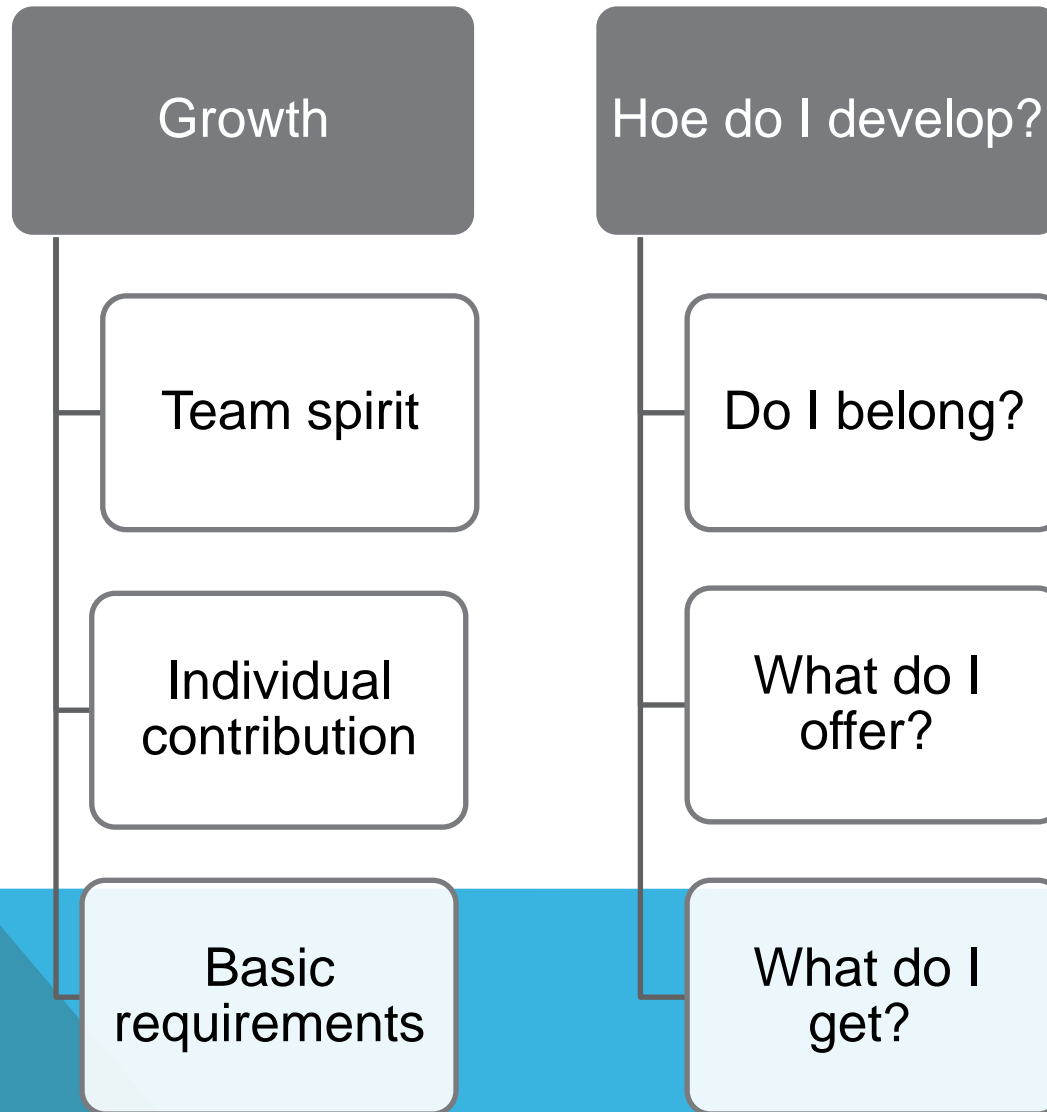 Growth
Team spirit
Individual
contribution
Basic
requirements
Hoe do I develop?
Do I belong?
What do I
offer?
What do I
get?